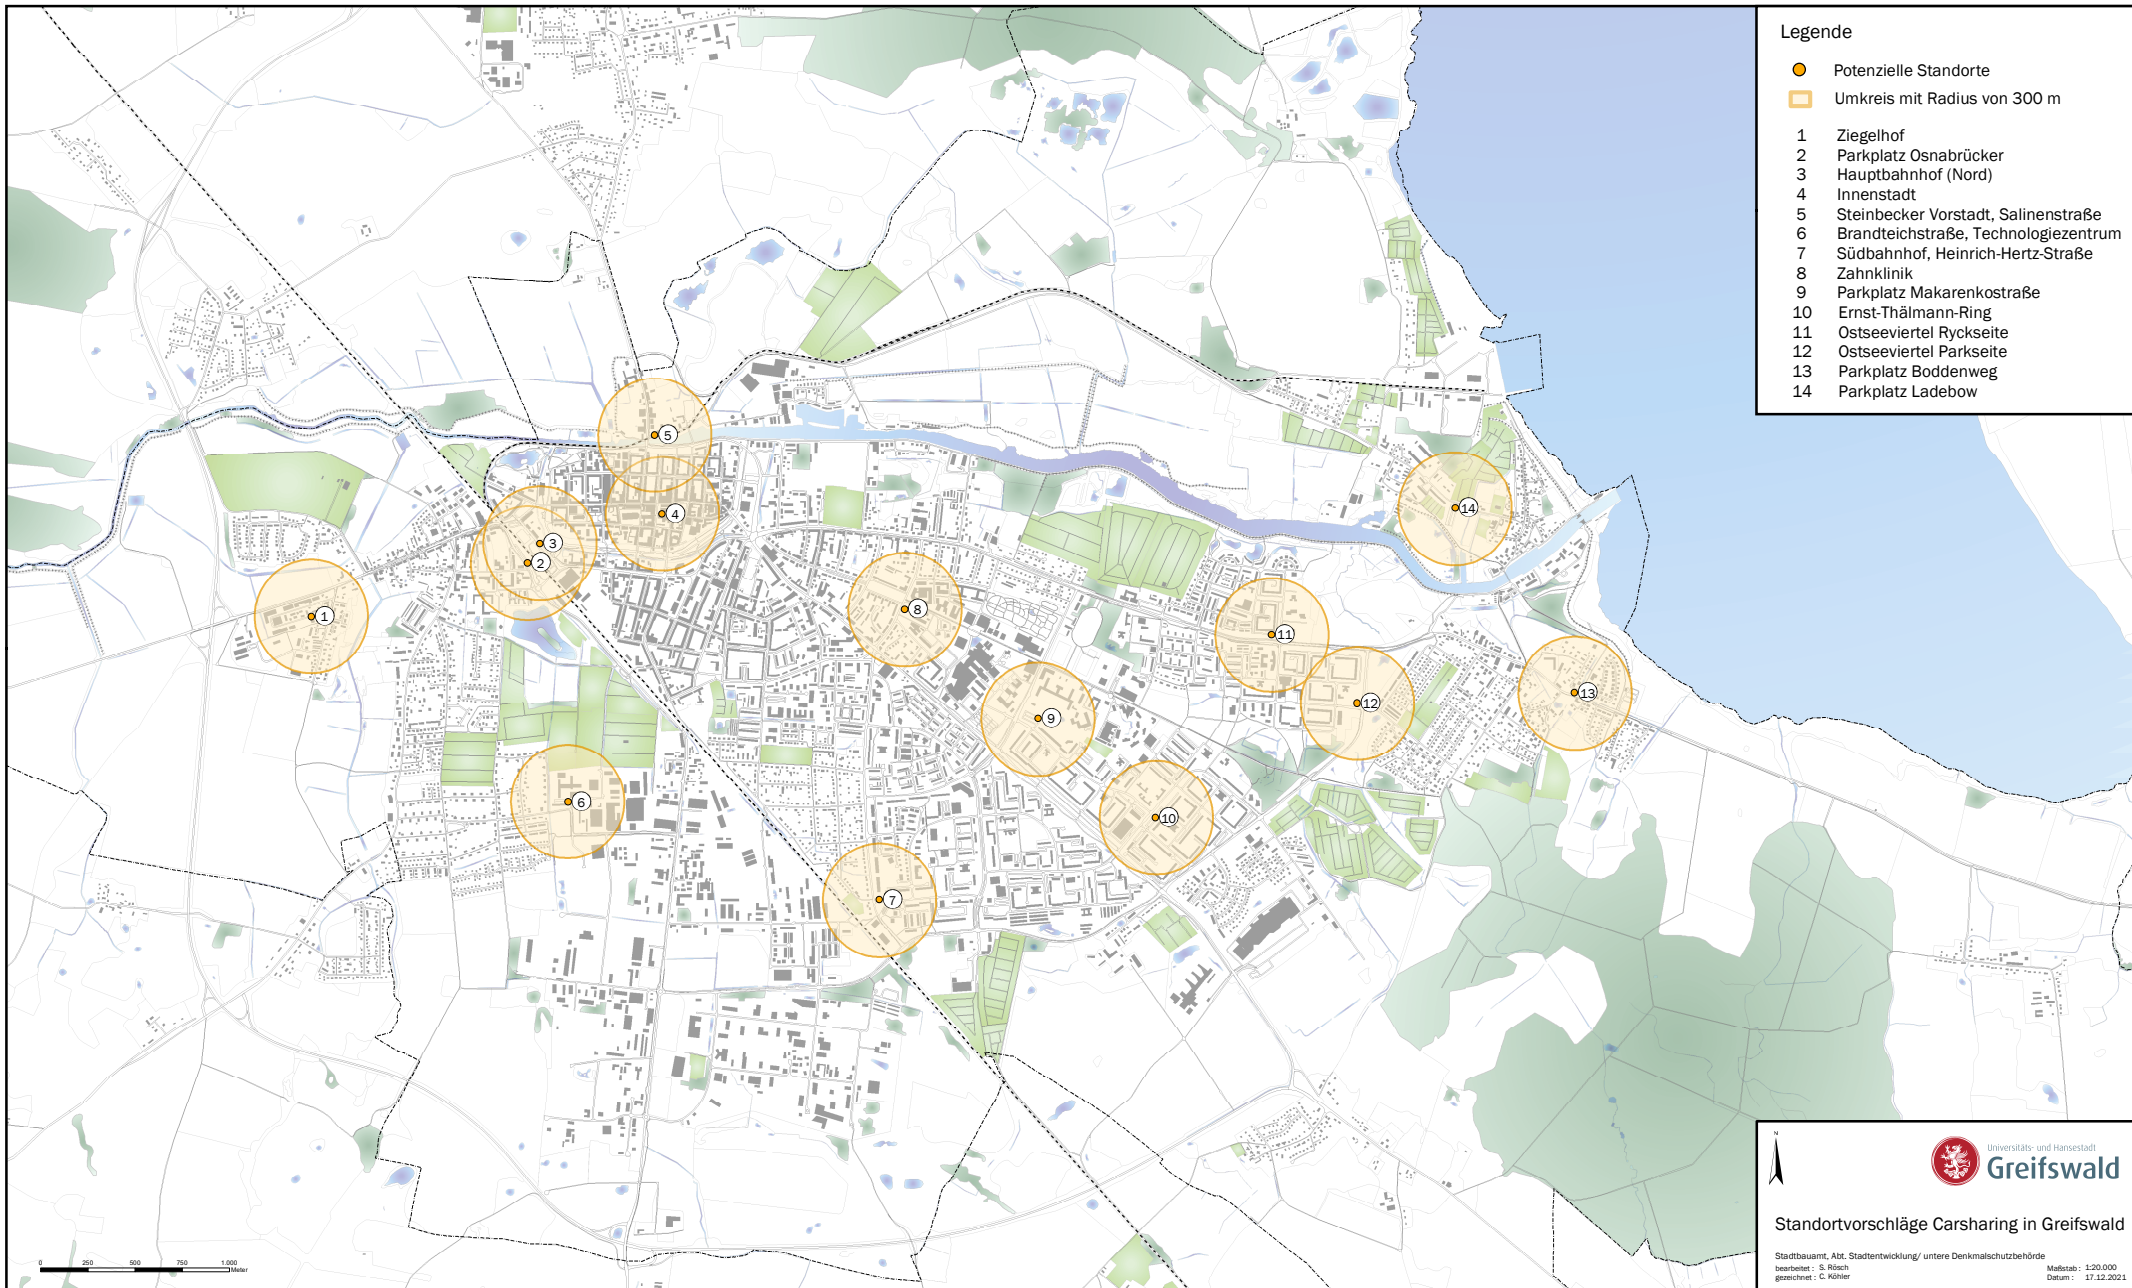 Legende
Potenzielle Standorte
Umkreis mit Radius von 300 m
1 Ziegelhof
2 Parkplatz Osnabrücker
3 Hauptbahnhof (Nord)
4 Innenstadt
5 Steinbecker Vorstadt, Salinenstraße
6 Brandteichstraße, Technologiezentrum
7 Südbahnhof, Heinrich-Hertz-Straße
8 Zahnklinik
9 Parkplatz Makarenkostraße
10 Ernst-Thälmann-Ring
11 Ostseeviertel Ryckseite
12 Ostseeviertel Parkseite
13 Parkplatz Boddenweg
14 Parkplatz Ladebow
5
4
14
3
2
8
1
11
13
12
9
6
10
7
N
Universitäts- und Hansestadt
Greifswald
Standortvorschläge Carsharing in Greifswald
Stadtbauamt, Abt. Stadtentwicklung/ untere Denkmalschutzbehörde
bearbeitet : S. Rösch Maßstab : 1:20.000
gezeichnet : C. Köhler Datum : 17.12.2021
0 250 500 750 1.000
Meter